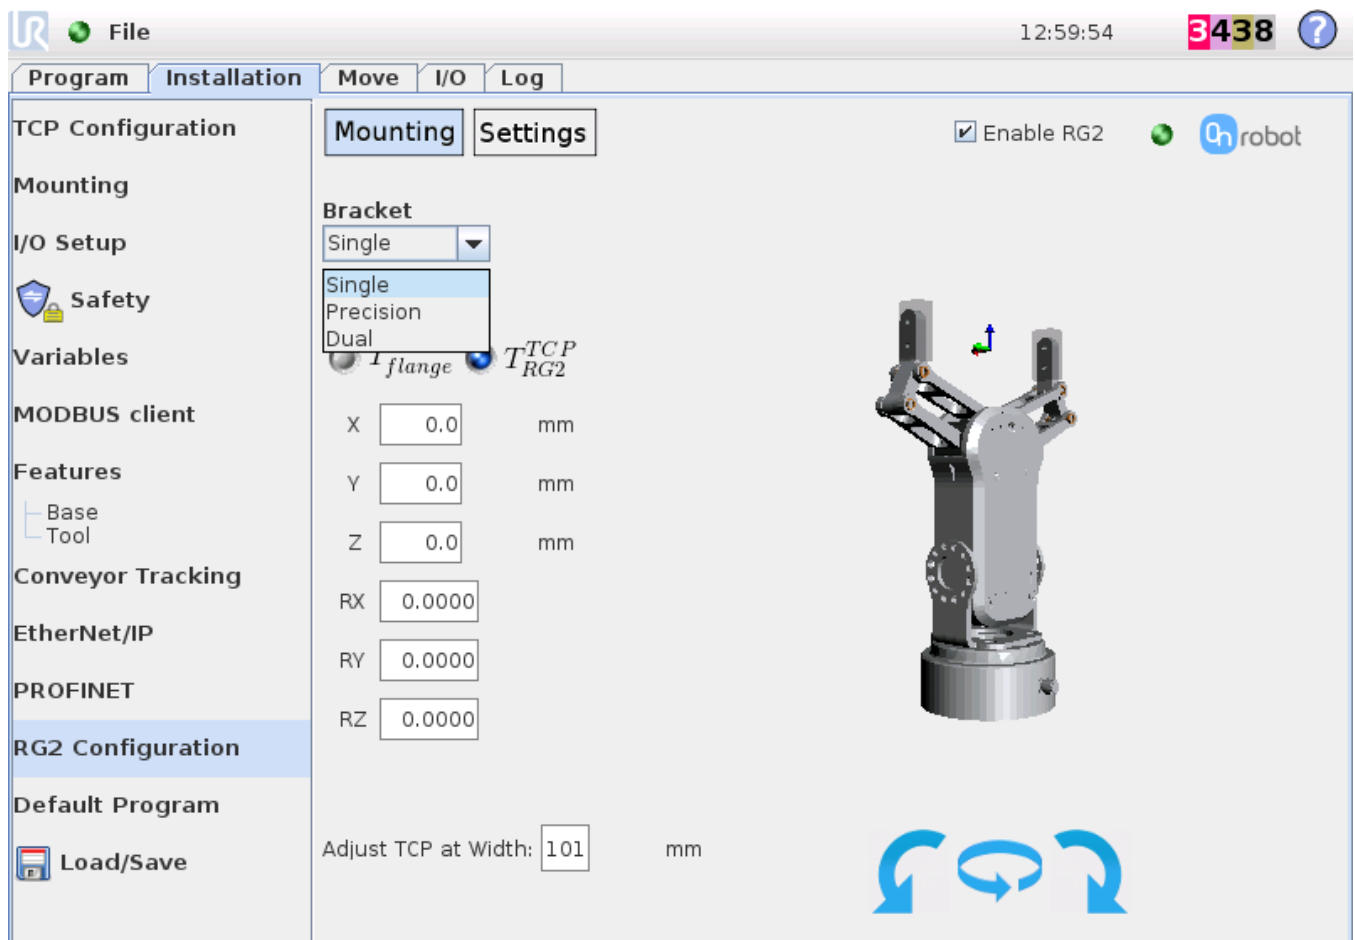 UR File 12:59:54 3438 ?
Program Installation Move I/O Log
TCP Configuration
Mounting
I/O Setup
Safety
Variables
MODBUS client
Features
Base
Tool
Conveyor Tracking
EtherNet/IP
PROFINET
RG2 Configuration
Default Program
Load/Save
Mounting Settings
Enable RG2
On robot
Bracket
Single
Single
Precision
Dual
flange T TCP RG2
X 0.0 mm
Y 0.0 mm
Z 0.0 mm
RX 0.0000
RY 0.0000
RZ 0.0000
Adjust TCP at Width: 101 mm